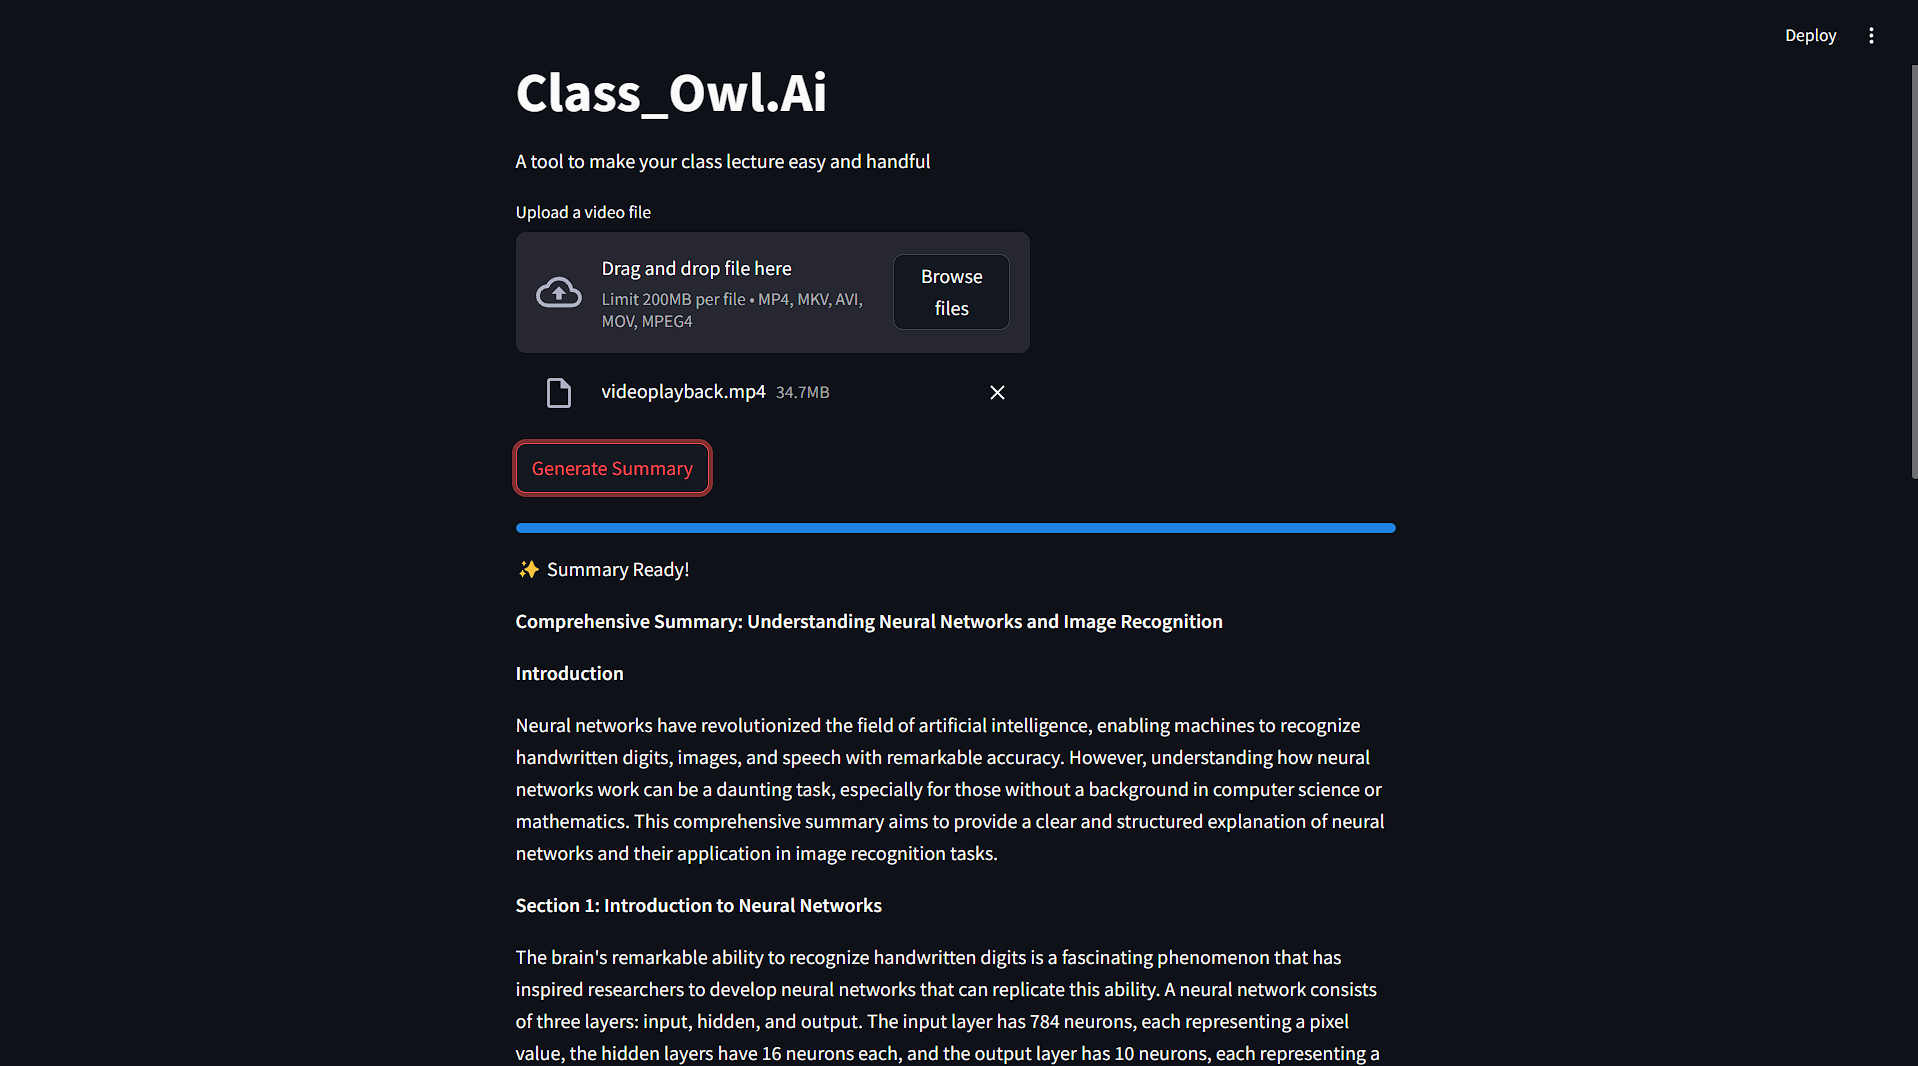 Deploy
Class_Owl.Ai
A tool to make your class lecture easy and handful
Upload a video file
Drag and drop file here
Limit 200MB per file • MP4, MKV, AVI,
MOV, MPEG4
Browse
files
videoplayback.mp4 34.7MB
Generate Summary
✨ Summary Ready!
Comprehensive Summary: Understanding Neural Networks and Image Recognition
Introduction
Neural networks have revolutionized the field of artificial intelligence, enabling machines to recognize
handwritten digits, images, and speech with remarkable accuracy. However, understanding how neural
networks work can be a daunting task, especially for those without a background in computer science or
mathematics. This comprehensive summary aims to provide a clear and structured explanation of neural
networks and their application in image recognition tasks.
Section 1: Introduction to Neural Networks
The brain's remarkable ability to recognize handwritten digits is a fascinating phenomenon that has
inspired researchers to develop neural networks that can replicate this ability. A neural network consists
of three layers: input, hidden, and output. The input layer has 784 neurons, each representing a pixel
value, the hidden layers have 16 neurons each, and the output layer has 10 neurons, each representing a